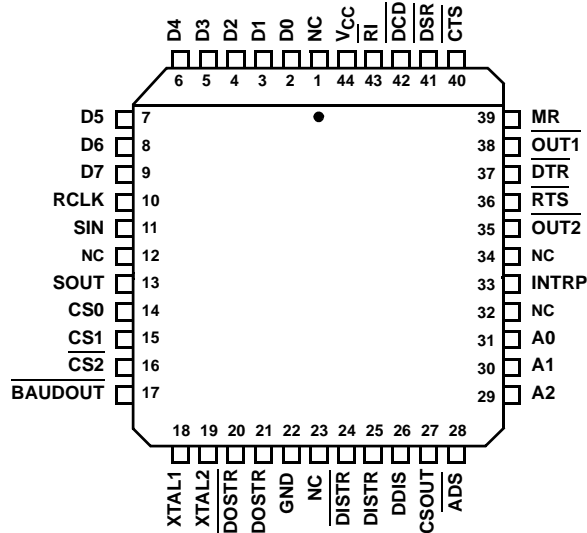 D4 D3 D2 D1 D0 NC VCC RI DCD DSR CTS
6 5 4 3 2 1 44 43 42 41 40
D5 7 39 MR
D6 8 38 OUT1
D7 9 37 DTR
RCLK 10 36 RTS
SIN 11 35 OUT2
NC 12 34 NC
SOUT 13 33 INTRP
CS0 14 32 NC
CS1 15 31 A0
CS2 16 30 A1
BAUDOUT 17 29 A2
18 19 20 21 22 23 24 25 26 27 28
XTAL1 XTAL2 DOSTR DOSTR GND NC DISTR DISTR DDIS CSOUT ADS